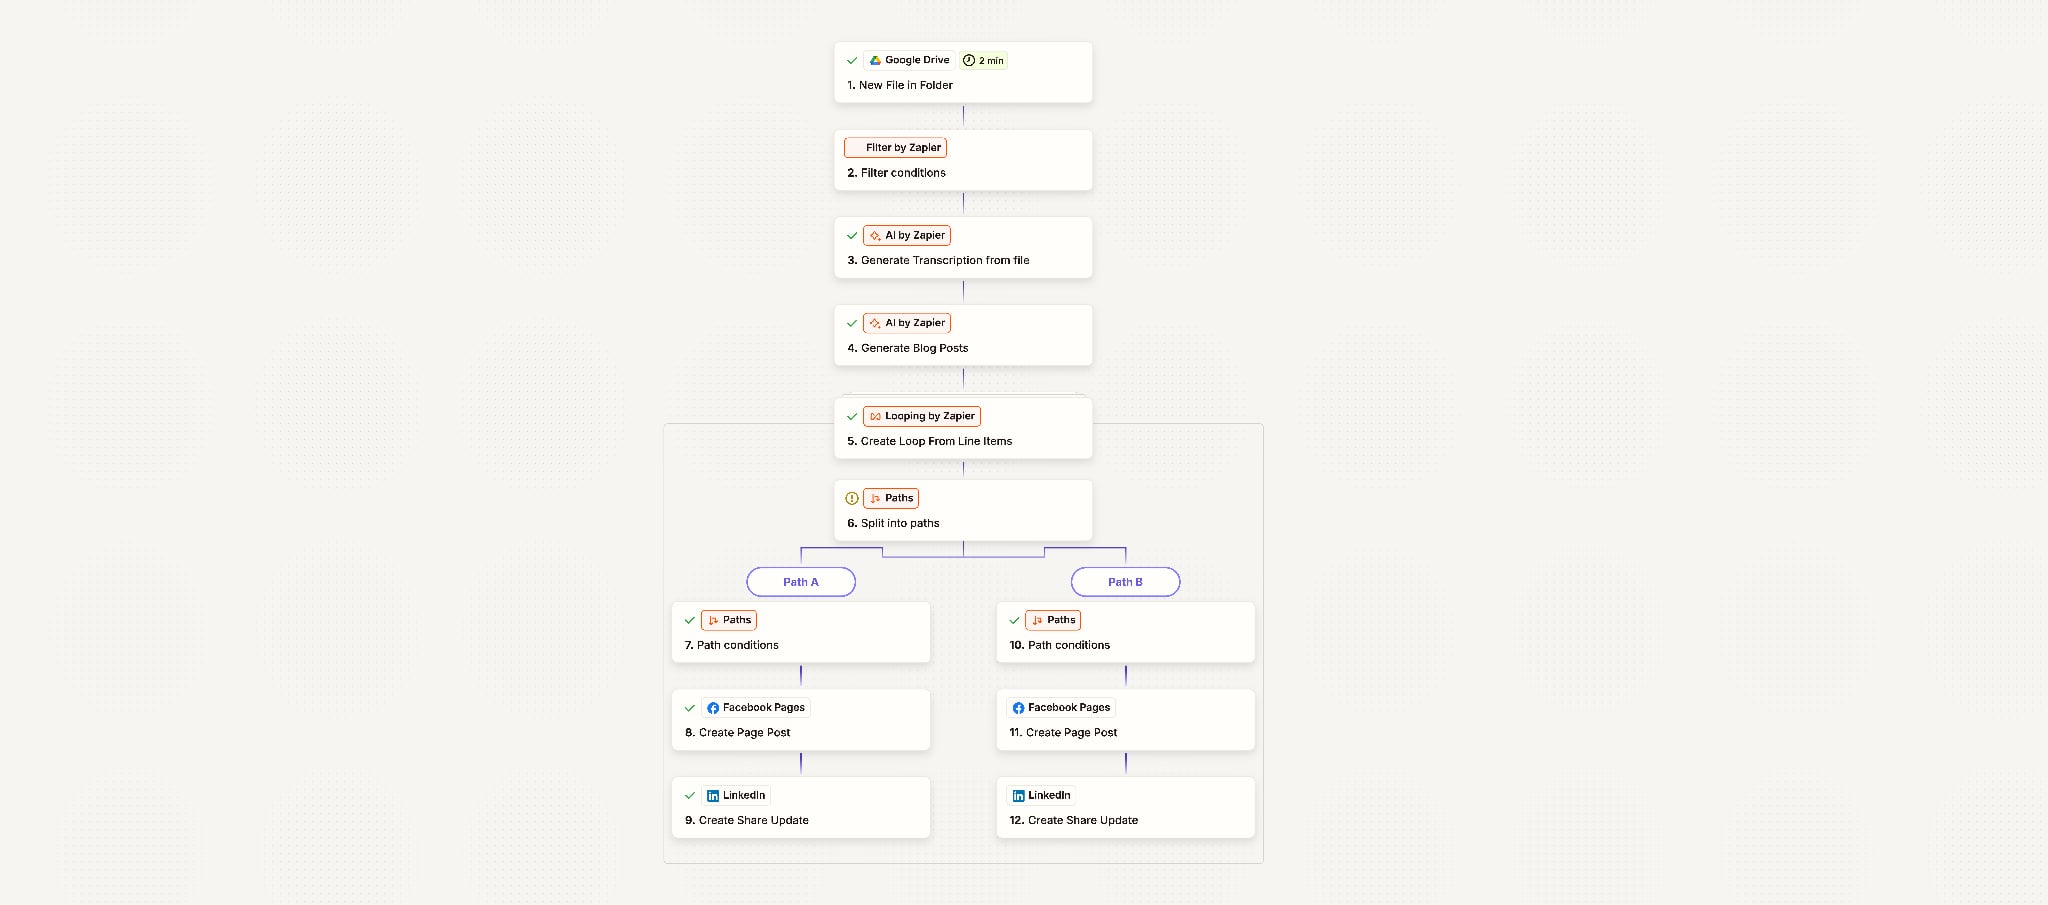 Google Drive 2 min
1. New File in Folder
Filter by Zapier
2. Filter conditions
AI by Zapier
3. Generate Transcription from file
AI by Zapier
4. Generate Blog Posts
Looping by Zapier
5. Create Loop From Line Items
Paths
6. Split into paths
Path A
Paths
7. Path conditions
Facebook Pages
8. Create Page Post
LinkedIn
9. Create Share Update
Path B
Paths
10. Path conditions
Facebook Pages
11. Create Page Post
LinkedIn
12. Create Share Update